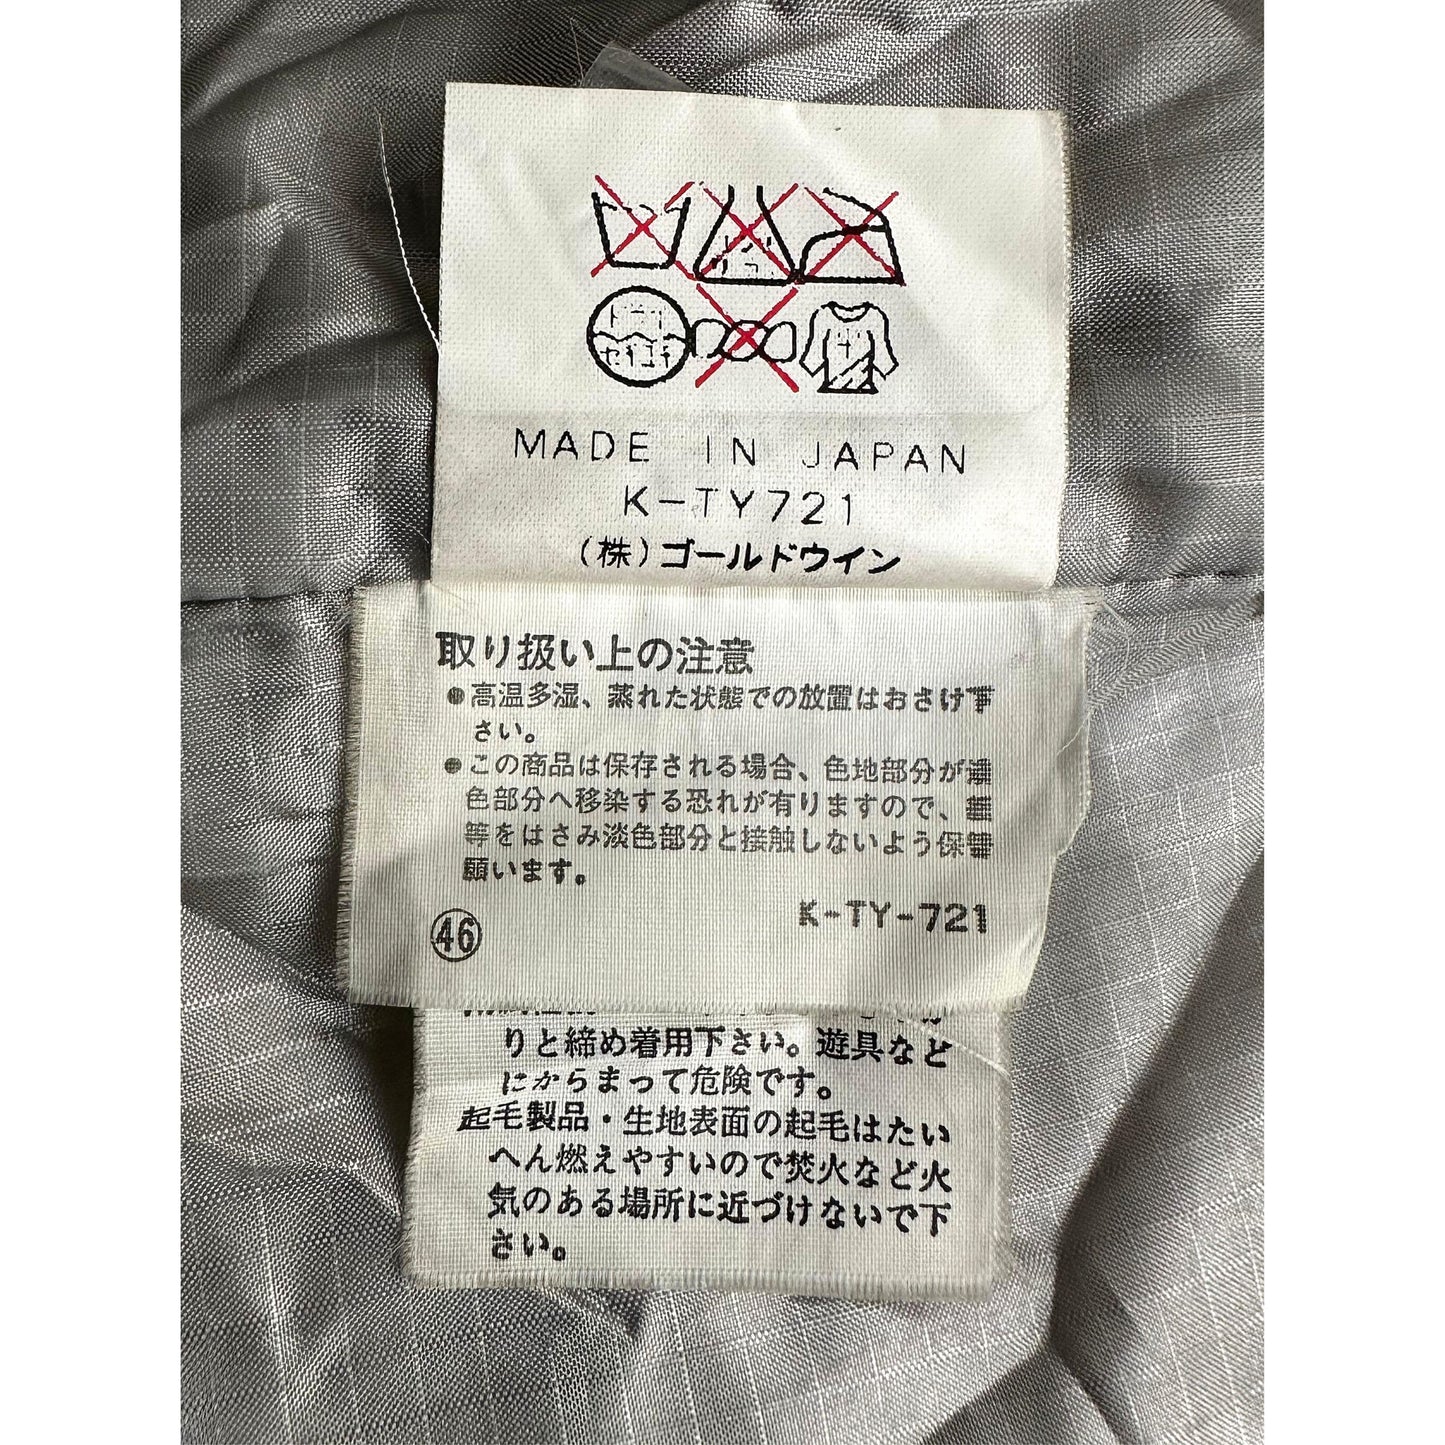 MADE IN JAPAN
K-TY721
(株)ゴールドウイン
取り扱い上の注意
●高温多湿、蒸れた状態での放置はおさけ下
さい。
●この商品は保存される場合、色地部分が淡
色部分へ移染する恐れが有りますので、
等をはさみ淡色部分と接触しないよう保管
願います。
K-TY-721
46
りと締め着用下さい。遊具など
にからまって危険です。
起毛製品・生地表面の起毛はたい
へん燃えやすいので焚火など火
気のある場所に近づけないで下
さい。